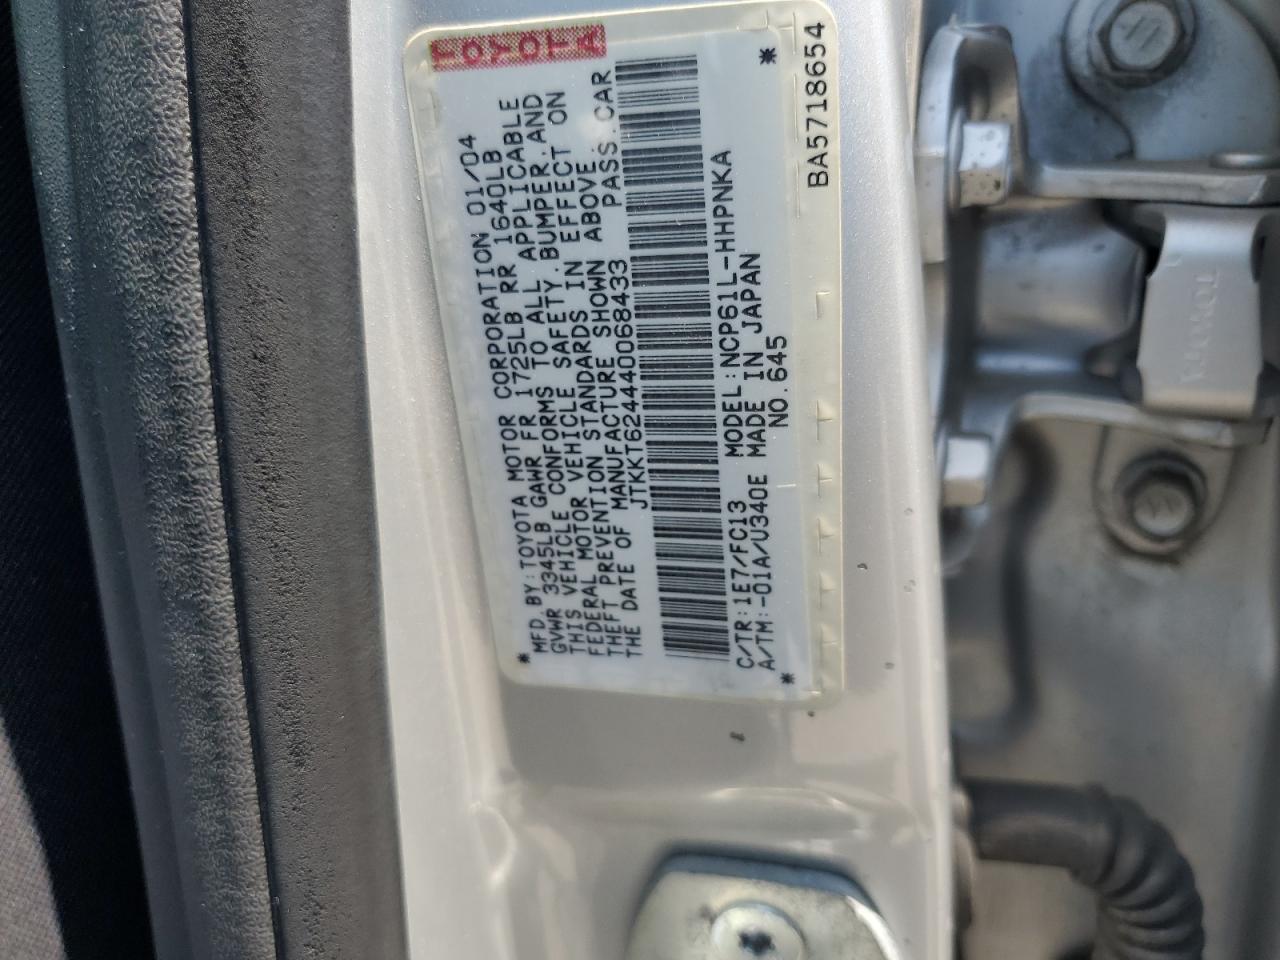 TOYOTA
*MFD. BY: TOYOTA MOTOR CORPORATION 01/04
GVWR 3345LB GAWR FR 1725LB RR 1640LB
THIS VEHICLE CONFORMS TO ALL APPLICABLE
FEDERAL MOTOR VEHICLE SAFETY.BUMPER.AND
THEFT PREVENTION STANDARDS IN EFFECT ON
THE DATE OF MANUFACTURE SHOWN ABOVE
JTKKT624440068433 PASS.CAR
C/TR:1E7/FC13 MODEL:NCP61L-HHPNKA
A/TM:-01A/U340E MADE IN JAPAN
* NO.645 *
BA5718654
TOYOTA